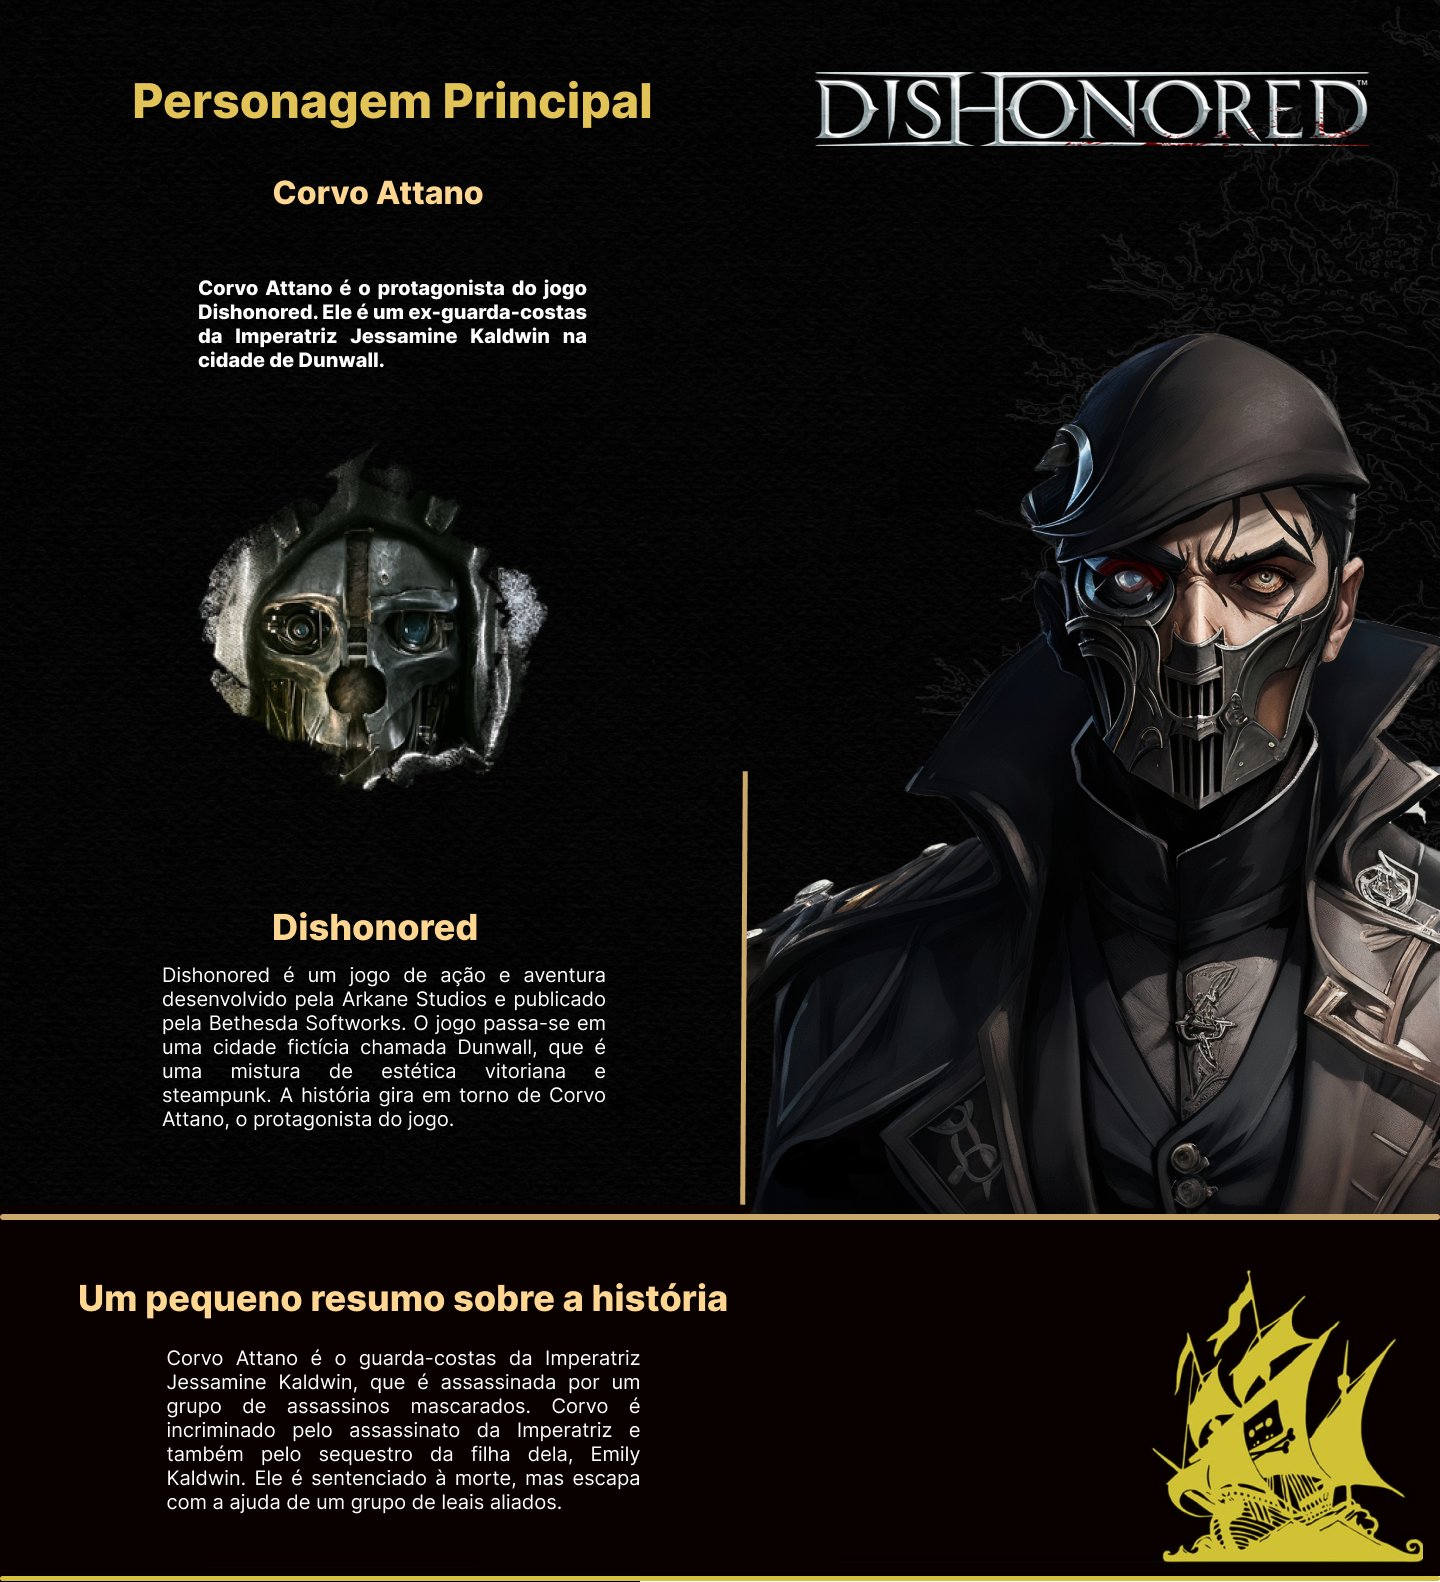 Personagem Principal
DISHONORED™
Corvo Attano
Corvo Attano é o protagonista do jogo
Dishonored. Ele é um ex-guarda-costas
da Imperatriz Jessamine Kaldwin na
cidade de Dunwall.
Dishonored
Dishonored é um jogo de ação e aventura
desenvolvido pela Arkane Studios e publicado
pela Bethesda Softworks. O jogo passa-se em
uma cidade fictícia chamada Dunwall, que é
uma mistura de estética vitoriana e
steampunk. A história gira em torno de Corvo
Attano, o protagonista do jogo.
Um pequeno resumo sobre a história
Corvo Attano é o guarda-costas da Imperatriz
Jessamine Kaldwin, que é assassinada por um
grupo de assassinos mascarados. Corvo é
incriminado pelo assassinato da Imperatriz e
também pelo sequestro da filha dela, Emily
Kaldwin. Ele é sentenciado à morte, mas escapa
com a ajuda de um grupo de leais aliados.